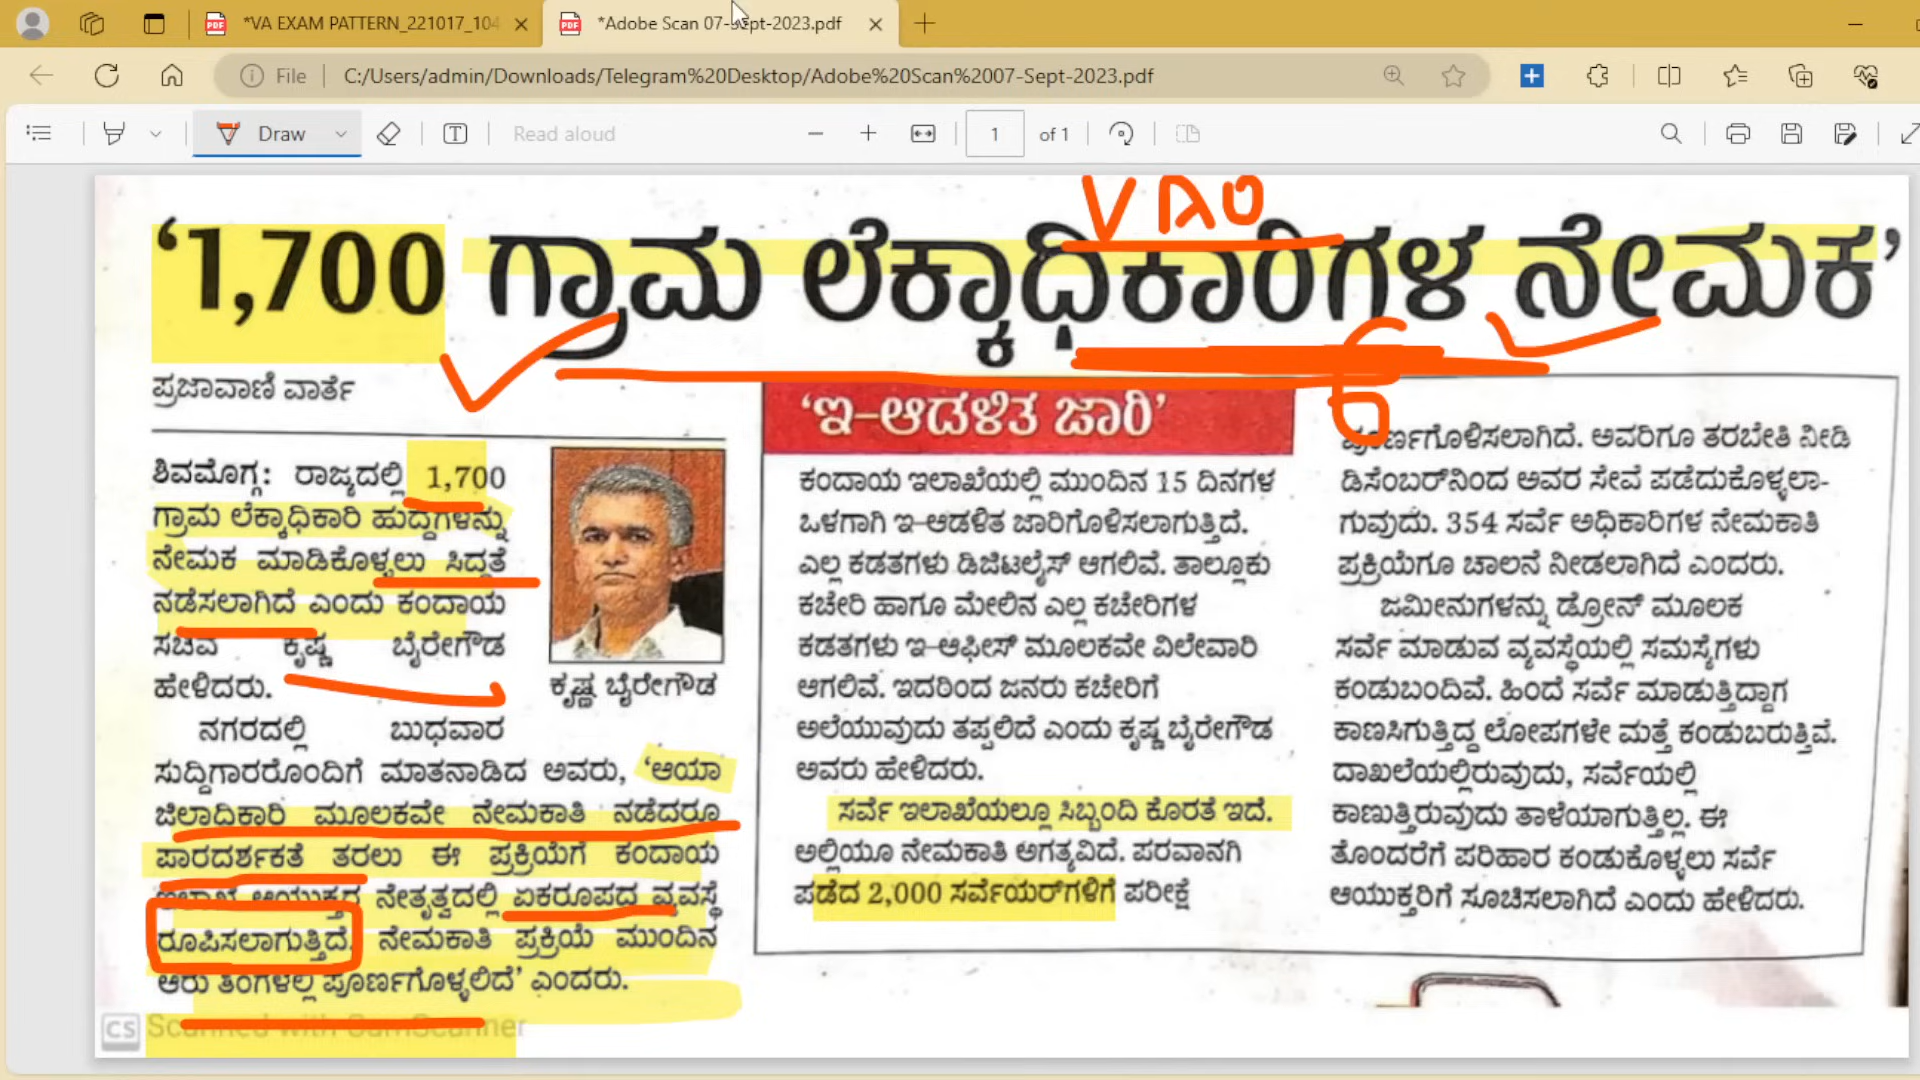 *VA EXAM PATTERN_221017_104
*Adobe Scan 07-Sept-2023.pdf
File
C:/Users/admin/Downloads/Telegram%20Desktop/Adobe%20Scan%2007-Sept-2023.pdf
Draw
Read aloud
1
of 1
VAO
‘1,700 ಗ್ರಾಮ ಲೆಕ್ಕಾಧಿಕಾರಿಗಳ ನೇಮಕ’
ಪ್ರಜಾವಾಣಿ ವಾರ್ತೆ
ಶಿವಮೊಗ್ಗ: ರಾಜ್ಯದಲ್ಲಿ 1,700
ಗ್ರಾಮ ಲೆಕ್ಕಾಧಿಕಾರಿ ಹುದ್ದೆಗಳನ್ನು
ನೇಮಕ ಮಾಡಿಕೊಳ್ಳಲು ಸಿದ್ಧತೆ
ನಡೆಸಲಾಗಿದೆ ಎಂದು ಕಂದಾಯ
ಸಚಿವ ಕೃಷ್ಣ ಬೈರೇಗೌಡ
ಹೇಳಿದರು.
ಕೃಷ್ಣ ಬೈರೇಗೌಡ
ನಗರದಲ್ಲಿ ಬುಧವಾರ
ಸುದ್ದಿಗಾರರೊಂದಿಗೆ ಮಾತನಾಡಿದ ಅವರು, ‘ಆಯಾ
ಜಿಲ್ಲಾಧಿಕಾರಿ ಮೂಲಕವೇ ನೇಮಕಾತಿ ನಡೆದರೂ
ಪಾರದರ್ಶಕತೆ ತರಲು ಈ ಪ್ರಕ್ರಿಯೆಗೆ ಕಂದಾಯ
ಇಲಾಖೆ ಆಯುಕ್ತರ ನೇತೃತ್ವದಲ್ಲಿ ಏಕರೂಪದ ವ್ಯವಸ್ಥೆ
ರೂಪಿಸಲಾಗುತ್ತಿದೆ. ನೇಮಕಾತಿ ಪ್ರಕ್ರಿಯೆ ಮುಂದಿನ
ಆರು ತಿಂಗಳಲ್ಲಿ ಪೂರ್ಣಗೊಳ್ಳಲಿದೆ’ ಎಂದರು.
‘ಇ-ಆಡಳಿತ ಜಾರಿ’
ಕಂದಾಯ ಇಲಾಖೆಯಲ್ಲಿ ಮುಂದಿನ 15 ದಿನಗಳ
ಒಳಗಾಗಿ ಇ-ಆಡಳಿತ ಜಾರಿಗೊಳಿಸಲಾಗುತ್ತಿದೆ.
ಎಲ್ಲ ಕಡತಗಳು ಡಿಜಿಟಲೈಸ್ ಆಗಲಿವೆ. ತಾಲ್ಲೂಕು
ಕಚೇರಿ ಹಾಗೂ ಮೇಲಿನ ಎಲ್ಲ ಕಚೇರಿಗಳ
ಕಡತಗಳು ಇ-ಆಫೀಸ್ ಮೂಲಕವೇ ವಿಲೇವಾರಿ
ಆಗಲಿವೆ. ಇದರಿಂದ ಜನರು ಕಚೇರಿಗೆ
ಅಲೆಯುವುದು ತಪ್ಪಲಿದೆ ಎಂದು ಕೃಷ್ಣ ಬೈರೇಗೌಡ
ಅವರು ಹೇಳಿದರು.
ಸರ್ವೆ ಇಲಾಖೆಯಲ್ಲೂ ಸಿಬ್ಬಂದಿ ಕೊರತೆ ಇದೆ.
ಅಲ್ಲಿಯೂ ನೇಮಕಾತಿ ಅಗತ್ಯವಿದೆ. ಪರವಾನಗಿ
ಪಡೆದ 2,000 ಸರ್ವೆಯರ್‌ಗಳಿಗೆ ಪರೀಕ್ಷೆ
ಪೂರ್ಣಗೊಳಿಸಲಾಗಿದೆ. ಅವರಿಗೂ ತರಬೇತಿ ನೀಡಿ
ಡಿಸೆಂಬರ್‌ನಿಂದ ಅವರ ಸೇವೆ ಪಡೆದುಕೊಳ್ಳಲಾ-
ಗುವುದು. 354 ಸರ್ವೆ ಅಧಿಕಾರಿಗಳ ನೇಮಕಾತಿ
ಪ್ರಕ್ರಿಯೆಗೂ ಚಾಲನೆ ನೀಡಲಾಗಿದೆ ಎಂದರು.
ಜಮೀನುಗಳನ್ನು ಡ್ರೋನ್ ಮೂಲಕ
ಸರ್ವೆ ಮಾಡುವ ವ್ಯವಸ್ಥೆಯಲ್ಲಿ ಸಮಸ್ಯೆಗಳು
ಕಂಡುಬಂದಿವೆ. ಹಿಂದೆ ಸರ್ವೆ ಮಾಡುತ್ತಿದ್ದಾಗ
ಕಾಣಸಿಗುತ್ತಿದ್ದ ಲೋಪಗಳೇ ಮತ್ತೆ ಕಂಡುಬರುತ್ತಿವೆ.
ದಾಖಲೆಯಲ್ಲಿರುವುದು, ಸರ್ವೆಯಲ್ಲಿ
ಕಾಣುತ್ತಿರುವುದು ತಾಳೆಯಾಗುತ್ತಿಲ್ಲ. ಈ
ತೊಂದರೆಗೆ ಪರಿಹಾರ ಕಂಡುಕೊಳ್ಳಲು ಸರ್ವೆ
ಆಯುಕ್ತರಿಗೆ ಸೂಚಿಸಲಾಗಿದೆ ಎಂದು ಹೇಳಿದರು.
CS Scanned with CamScanner